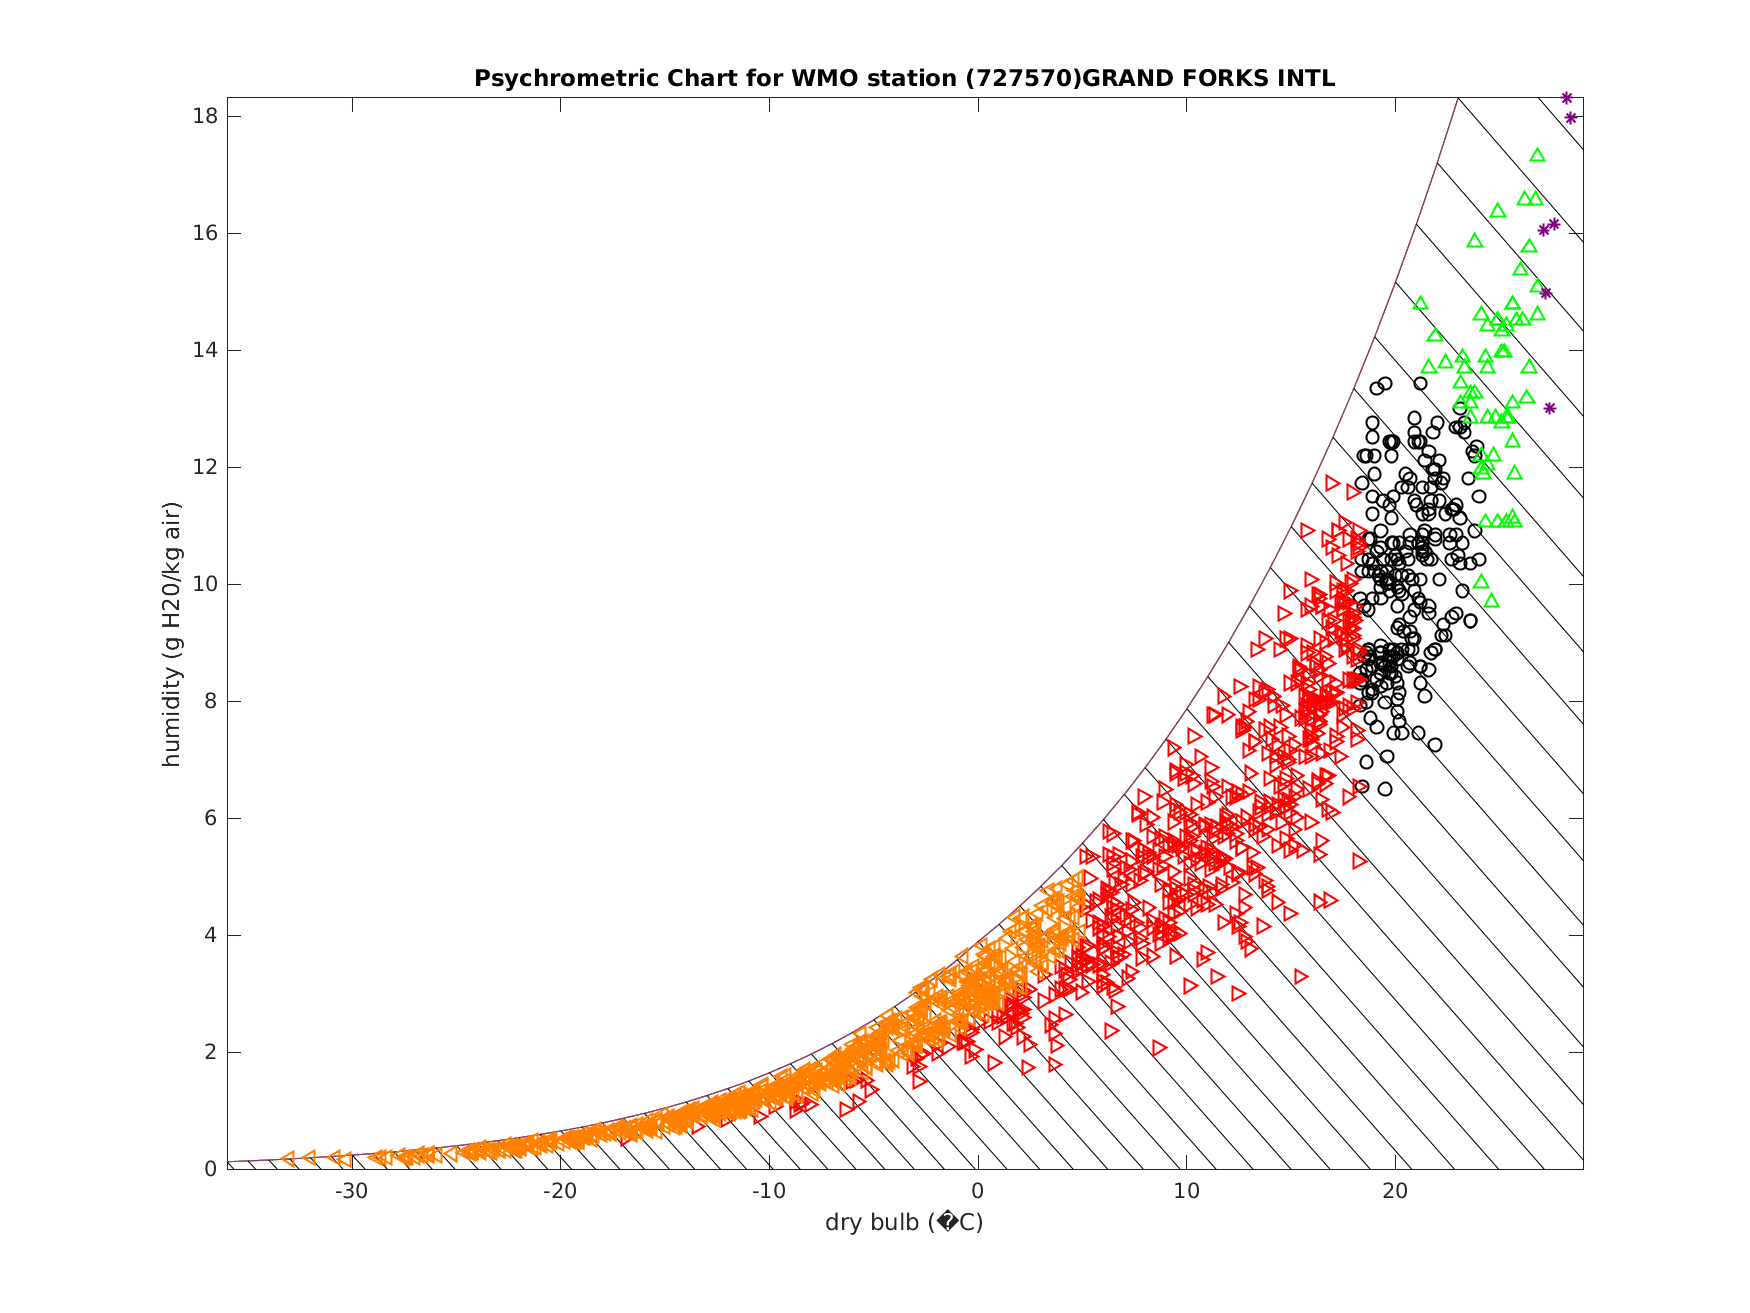 Psychrometric Chart for WMO station (727570)GRAND FORKS INTL
18
16
14
12
10
8
6
4
2
0
humidity (g H20/kg air)
-30 -20 -10 0 10 20
dry bulb (�C)